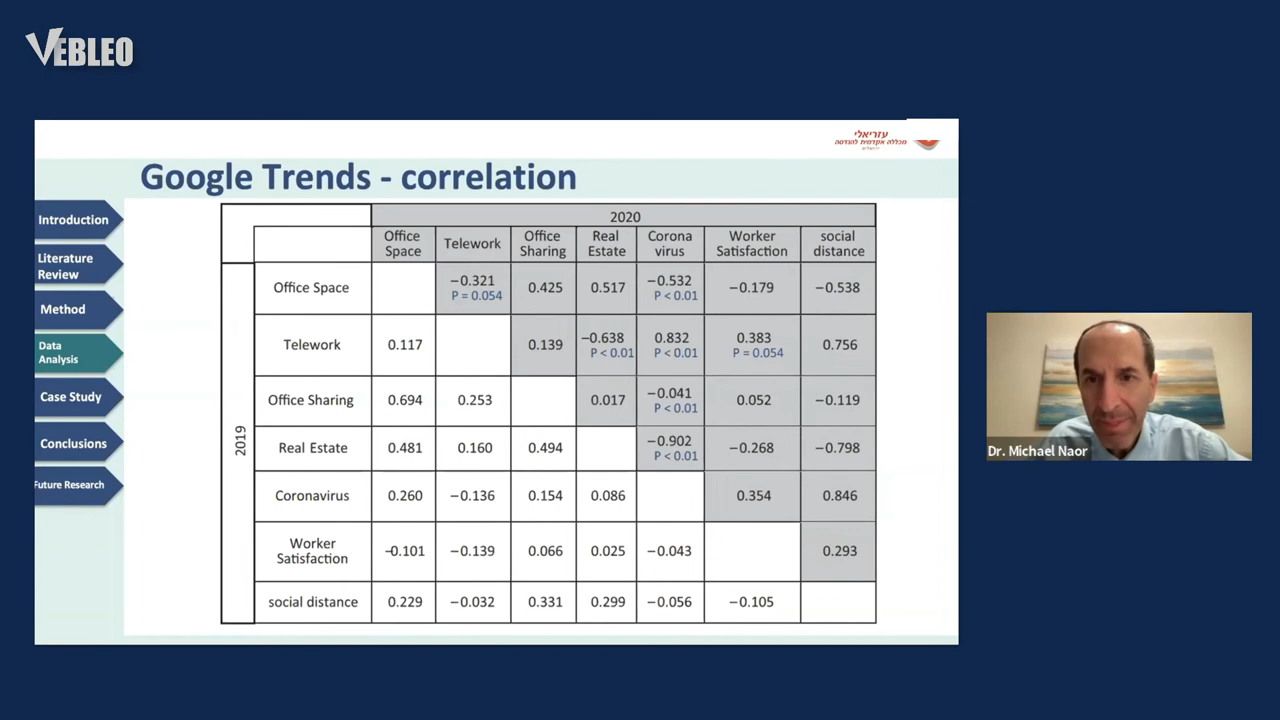 VEBLEO
עזריאלי
מכללה אקדמית להנדסה
ירושלים
Google Trends - correlation
Introduction
Literature
Review
Method
Data
Analysis
Case Study
Conclusions
Future Research
2020
Office Space Telework Office Sharing Real Estate Corona virus Worker Satisfaction social distance
2019
Office Space −0.321 P = 0.054 0.425 0.517 −0.532 P < 0.01 −0.179 −0.538
Telework 0.117 0.139 −0.638 P < 0.01 0.832 P < 0.01 0.383 P = 0.054 0.756
Office Sharing 0.694 0.253 0.017 −0.041 P < 0.01 0.052 −0.119
Real Estate 0.481 0.160 0.494 −0.902 P < 0.01 −0.268 −0.798
Coronavirus 0.260 −0.136 0.154 0.086 0.354 0.846
Worker Satisfaction -0.101 −0.139 0.066 0.025 −0.043 0.293
social distance 0.229 −0.032 0.331 0.299 −0.056 −0.105
Dr. Michael Naor